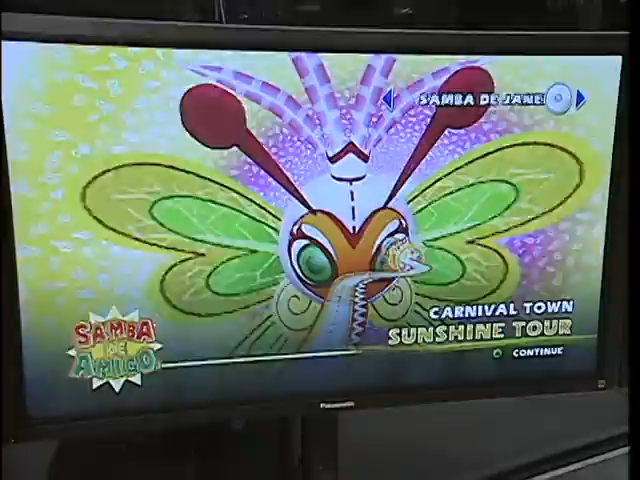 SAMBA DE JANE
CARNIVAL TOWN
SUNSHINE TOUR
CONTINUE
SAMBA
DE
AMIGO
Panasonic